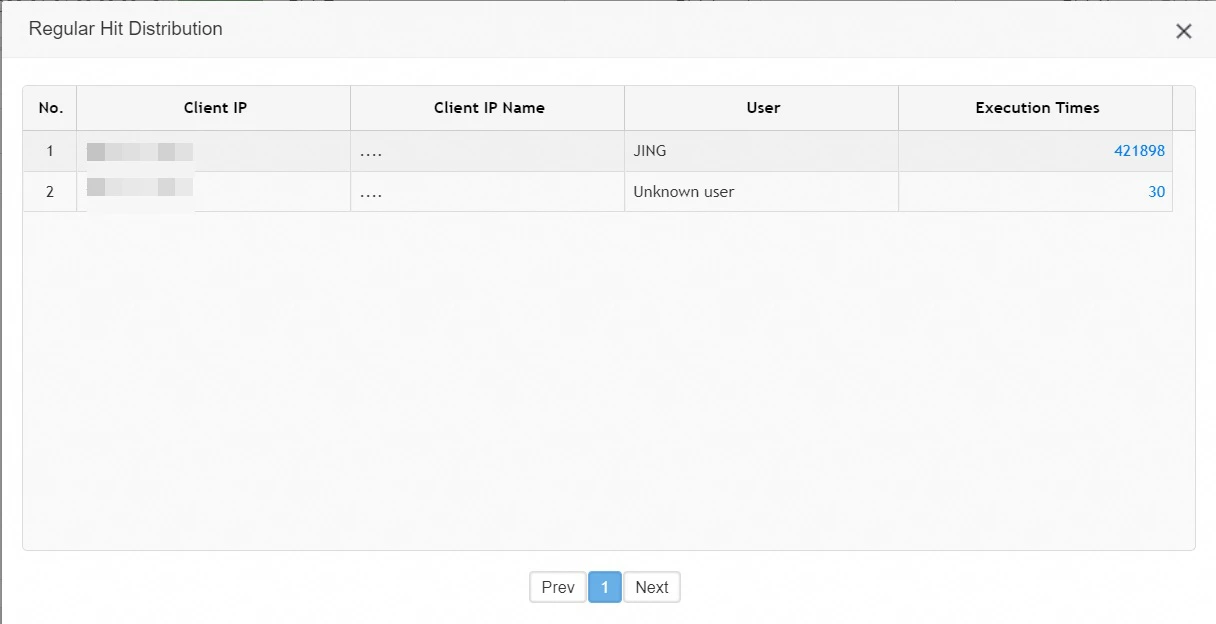 Regular Hit Distribution
No. Client IP Client IP Name User Execution Times
1 .... JING 421898
2 .... Unknown user 30
Prev 1 Next